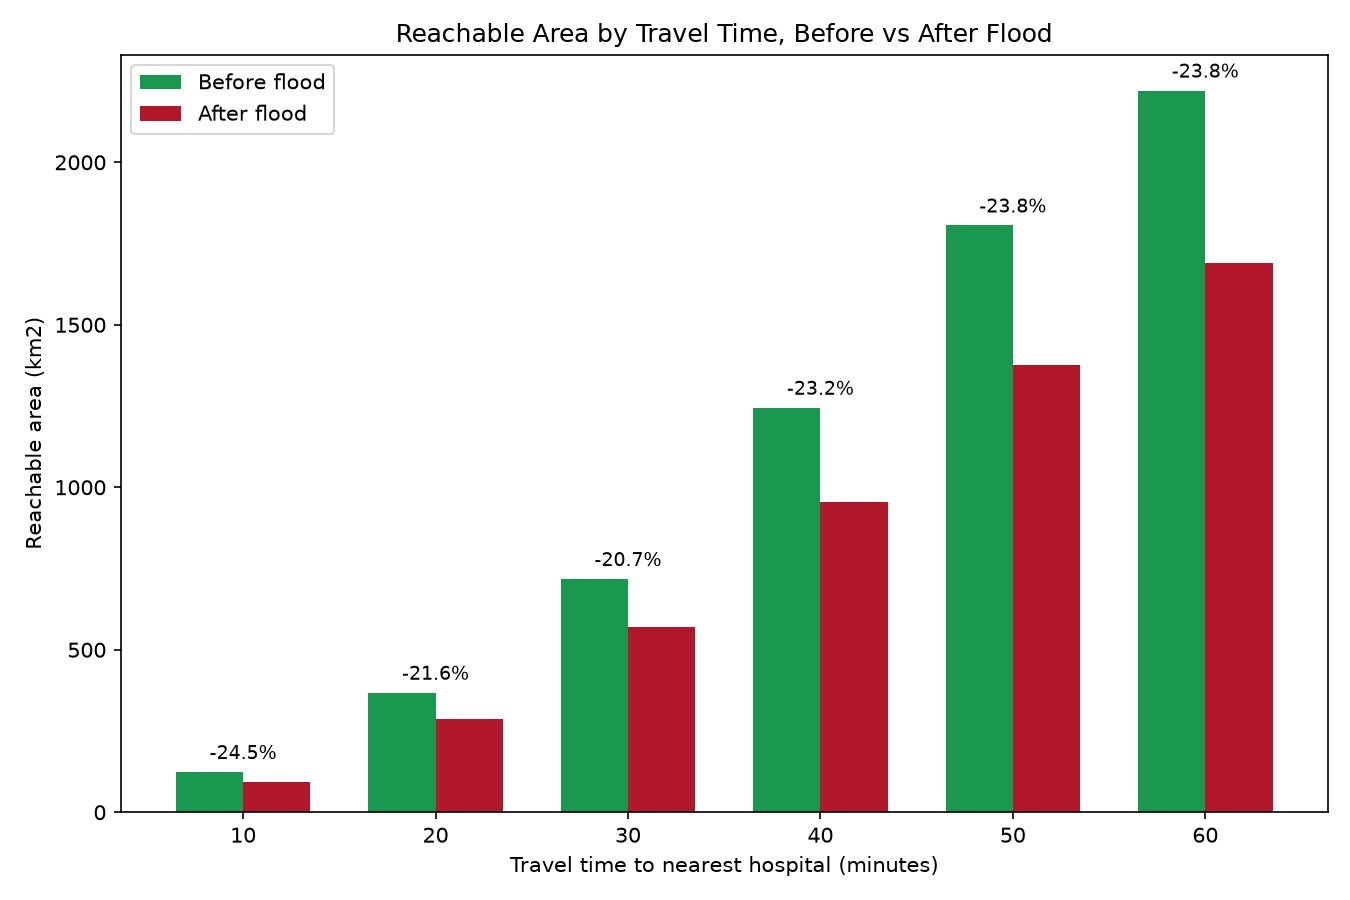 Reachable Area by Travel Time, Before vs After Flood
Before flood
After flood
-23.8%
-23.8%
-23.2%
-20.7%
-21.6%
-24.5%
2000
1500
1000
500
0
Reachable area (km2)
10 20 30 40 50 60
Travel time to nearest hospital (minutes)